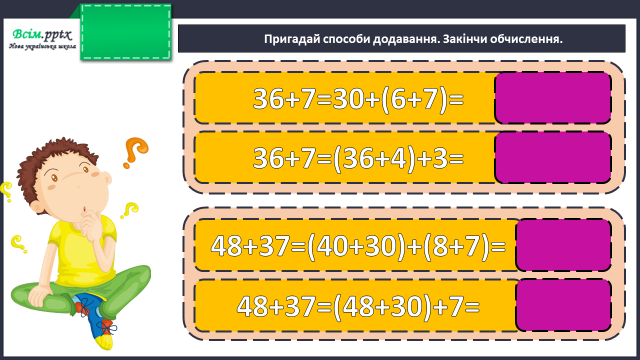 Всім.pptx
Нова українська школа
Пригадай способи додавання. Закінчи обчислення.
36+7=30+(6+7)=
36+7=(36+4)+3=
48+37=(40+30)+(8+7)=
48+37=(48+30)+7=